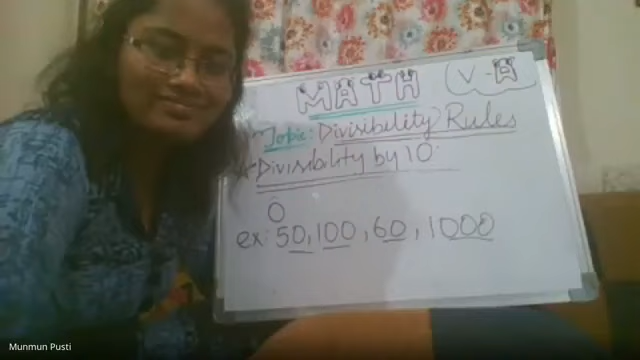 MATH
V-A
Topic: Divisibility Rules
* Divisibility by 10
0
ex: 50, 100, 60, 1000
Munmun Pusti